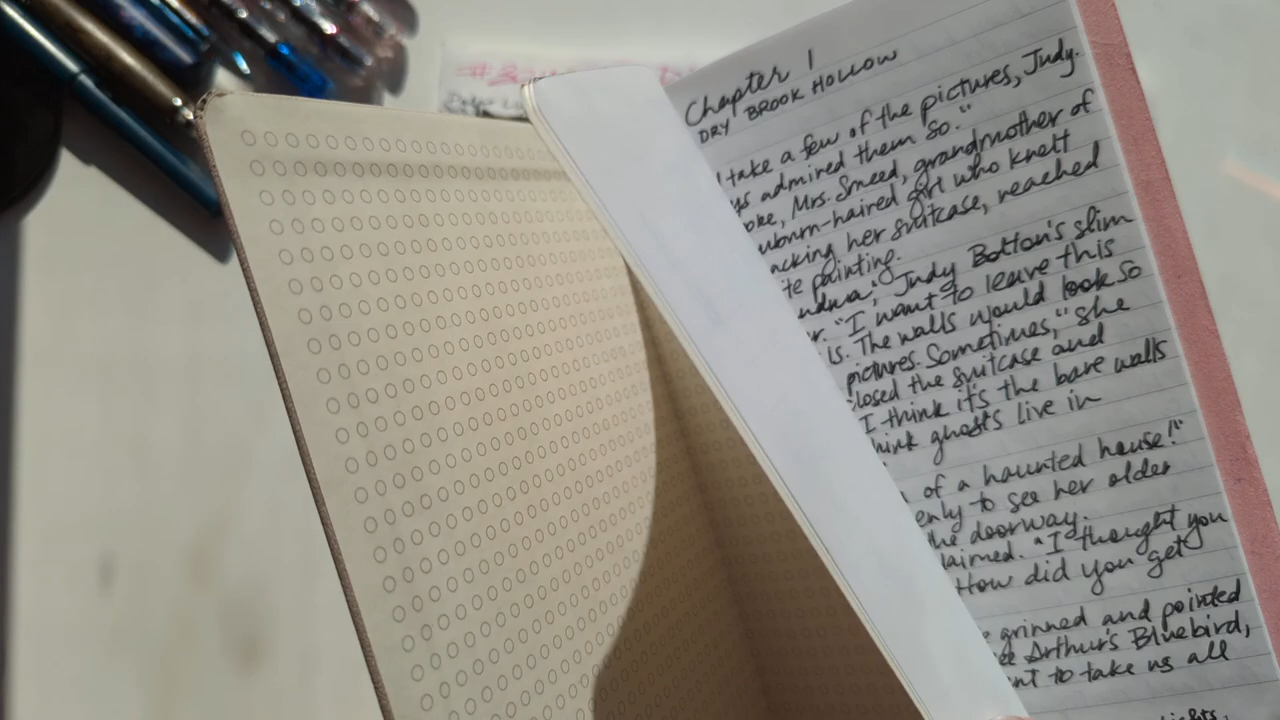 Chapter 1
DRY BROOK HOLLOW
take a few of the pictures, Judy.
ys admired them so."
oke, Mrs. Smeed, grandmother of
uburn-haired girl who knelt
acking her suitcase, reached
te painting.
ndma", Judy Bolton's slim
r. "I want to leave this
is. The walls would look so
pictures. Sometimes," she
closed the suitcase and
I think it's the bare walls
hink ghosts live in
of a haunted house!"
enly to see her older
the doorway.
laimed. "I thought you
How did you get
e grinned and pointed
ee Arthur's Bluebird,
nt to take us all